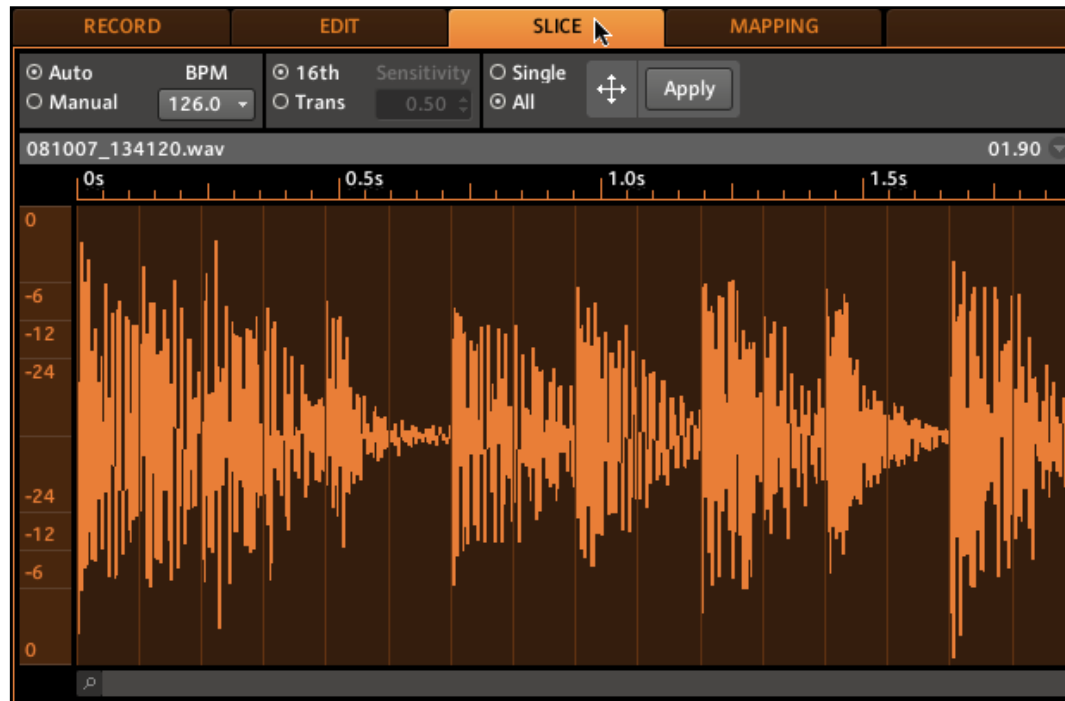 RECORD EDIT SLICE MAPPING
Auto BPM 16th Sensitivity Single
Manual 126.0 Trans 0.50 All Apply
081007_134120.wav 01.90
0s 0.5s 1.0s 1.5s
0
-6
-12
-24
-24
-12
-6
0